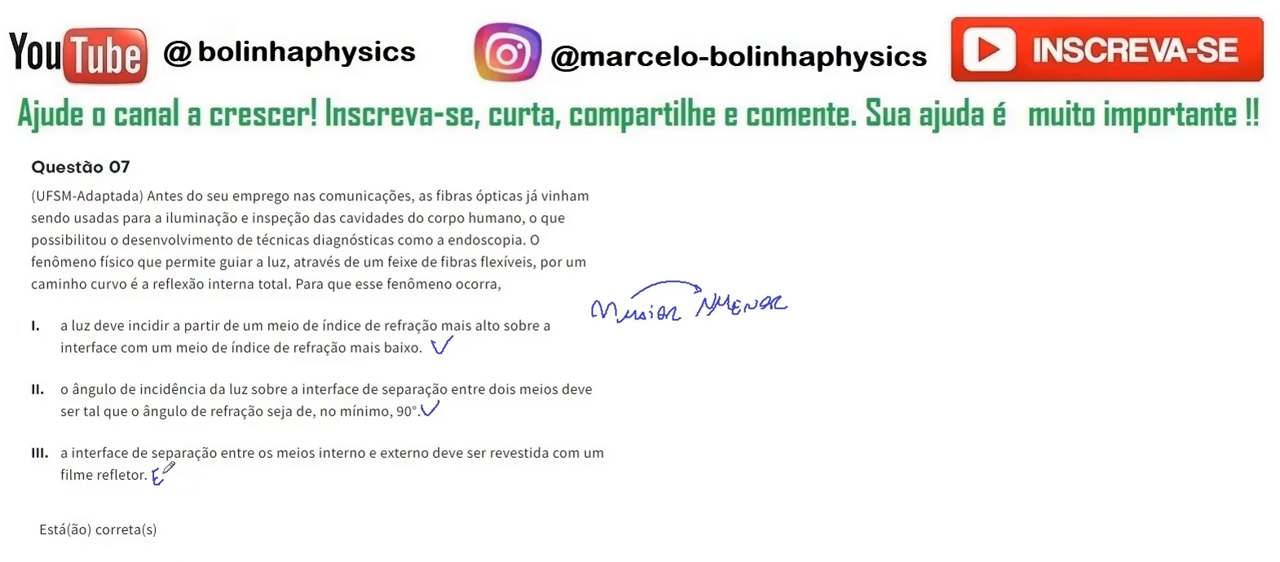 YouTube @bolinhaphysics @marcelo-bolinhaphysics INSCREVA-SE
Ajude o canal a crescer! Inscreva-se, curta, compartilhe e comente. Sua ajuda é muito importante !!
Questão 07
(UFSM-Adaptada) Antes do seu emprego nas comunicações, as fibras ópticas já vinham
sendo usadas para a iluminação e inspeção das cavidades do corpo humano, o que
possibilitou o desenvolvimento de técnicas diagnósticas como a endoscopia. O
fenômeno físico que permite guiar a luz, através de um feixe de fibras flexíveis, por um
caminho curvo é a reflexão interna total. Para que esse fenômeno ocorra,
nmaior nmenor
I. a luz deve incidir a partir de um meio de índice de refração mais alto sobre a
interface com um meio de índice de refração mais baixo. V
II. o ângulo de incidência da luz sobre a interface de separação entre dois meios deve
ser tal que o ângulo de refração seja de, no mínimo, 90°. V
III. a interface de separação entre os meios interno e externo deve ser revestida com um
filme refletor. E
Está(ão) correta(s)